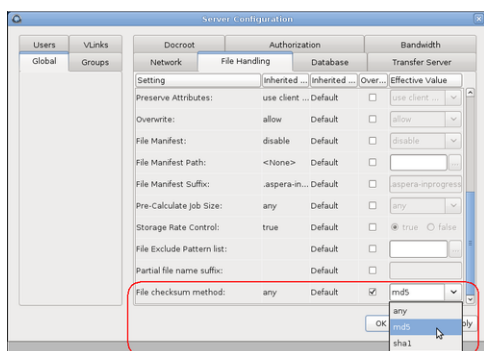 Server Configuration
Users VLinks Docroot Authorization Bandwidth
Global Groups Network File Handling Database Transfer Server
Setting Inherited ... Inherited ... Over... Effective Value
Preserve Attributes: use client ... Default use client ...
Overwrite: allow Default allow
File Manifest: disable Default disable
File Manifest Path: <None> Default ...
File Manifest Suffix: .aspera-in... Default .aspera-inprogress
Pre-Calculate Job Size: any Default any
Storage Rate Control: true Default true false
File Exclude Pattern list: Default ...
Partial file name suffix: Default
File checksum method: any Default md5
any
OK md5 ply
sha1